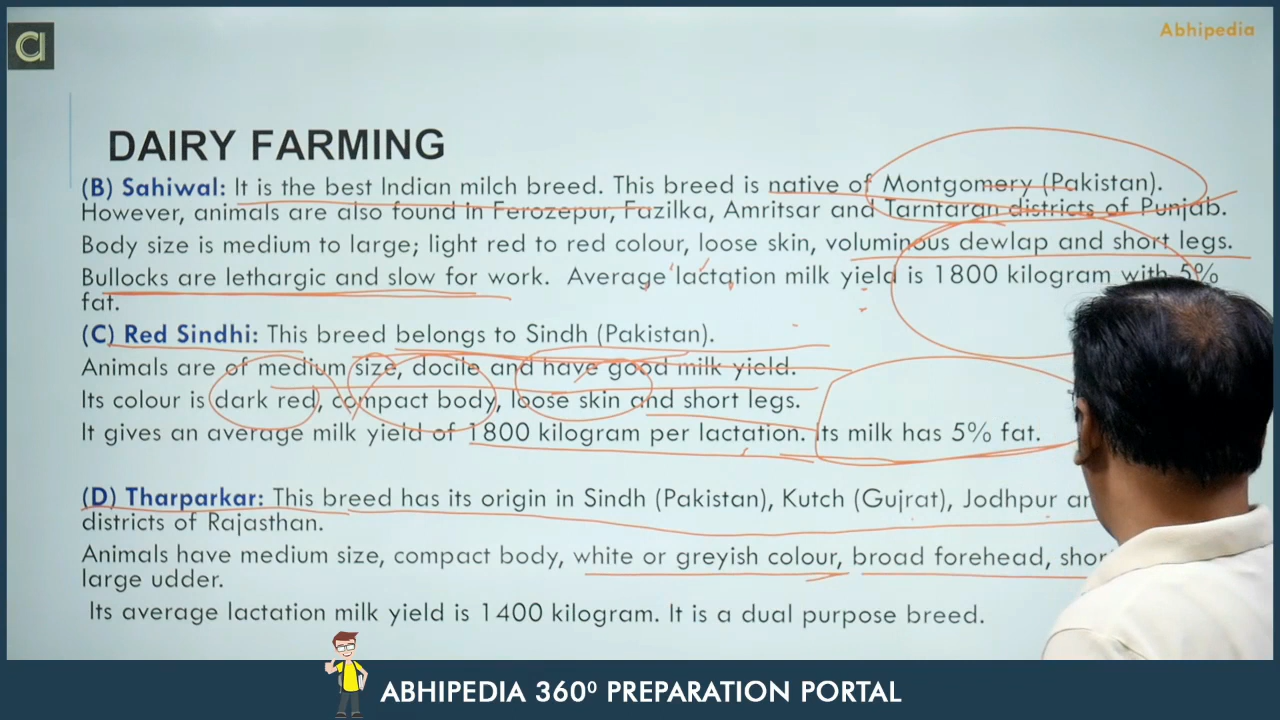 Abhipedia
DAIRY FARMING
(B) Sahiwal: It is the best Indian milch breed. This breed is native of Montgomery (Pakistan).
However, animals are also found in Ferozepur, Fazilka, Amritsar and Tarntaran districts of Punjab.
Body size is medium to large; light red to red colour, loose skin, voluminous dewlap and short legs.
Bullocks are lethargic and slow for work. Average lactation milk yield is 1800 kilogram with 5%
fat.
(C) Red Sindhi: This breed belongs to Sindh (Pakistan).
Animals are of medium size, docile and have good milk yield.
Its colour is dark red, compact body, loose skin and short legs.
It gives an average milk yield of 1800 kilogram per lactation. Its milk has 5% fat.
(D) Tharparkar: This breed has its origin in Sindh (Pakistan), Kutch (Gujrat), Jodhpur
districts of Rajasthan.
Animals have medium size, compact body, white or greyish colour, broad forehead,
large udder.
Its average lactation milk yield is 1400 kilogram. It is a dual purpose breed.
ABHIPEDIA 360⁰ PREPARATION PORTAL